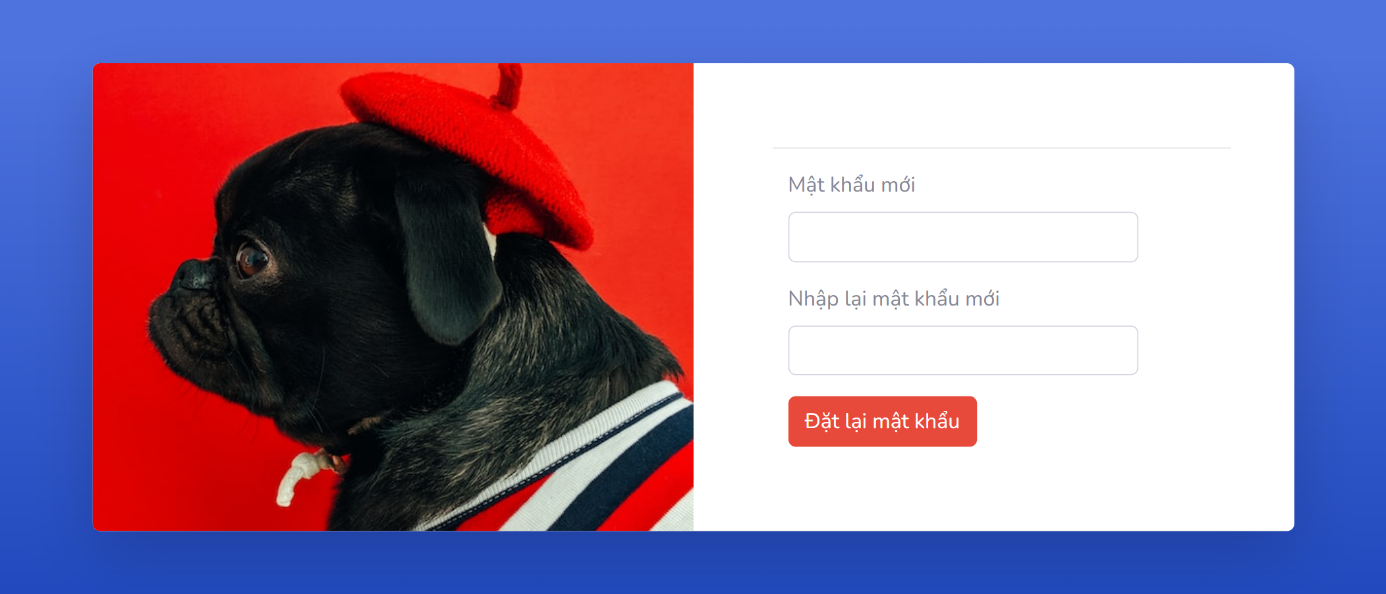 Mật khẩu mới
Nhập lại mật khẩu mới
Đặt lại mật khẩu